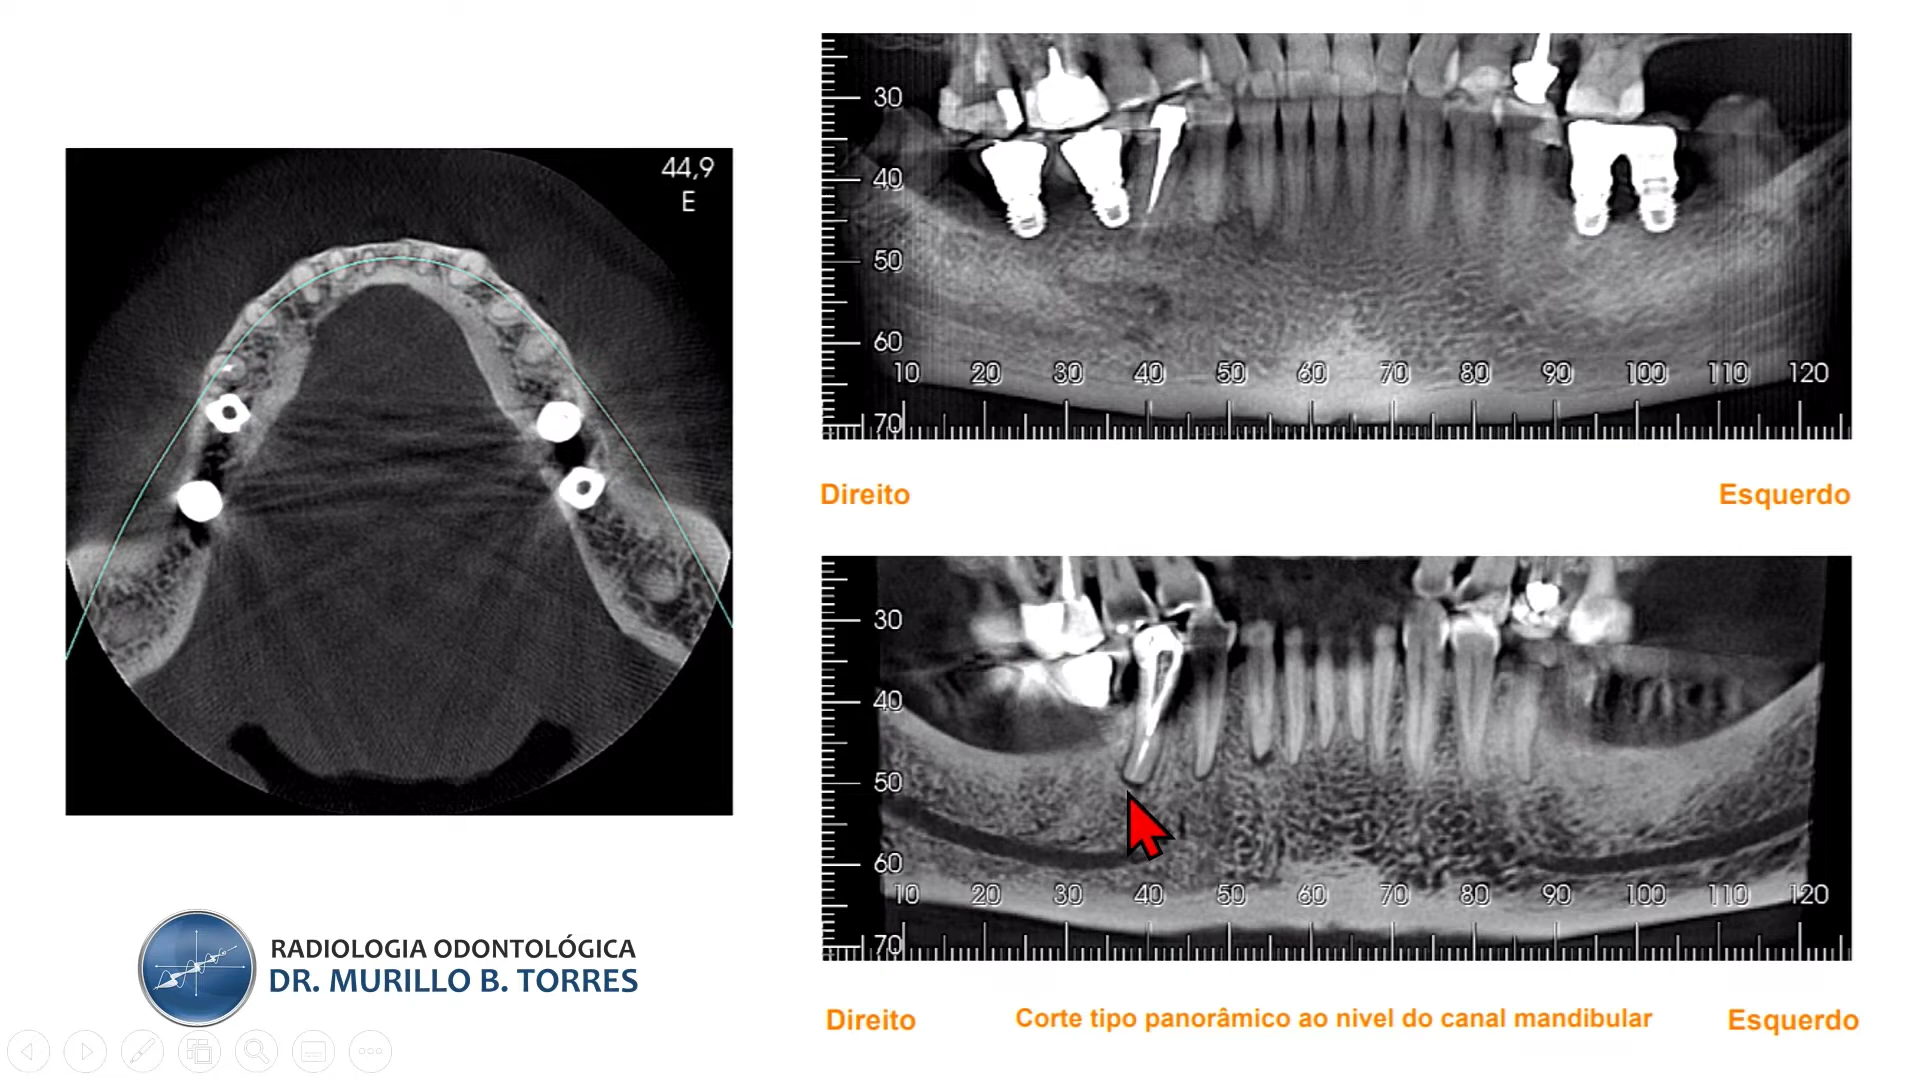 44,9
E
30
40
50
60
70
10 20 30 40 50 60 70 80 90 100 110 120
Direito Esquerdo
30
40
50
60
70
10 20 30 40 50 60 70 80 90 100 110 120
Direito Corte tipo panorâmico ao nivel do canal mandibular Esquerdo
RADIOLOGIA ODONTOLÓGICA
DR. MURILLO B. TORRES